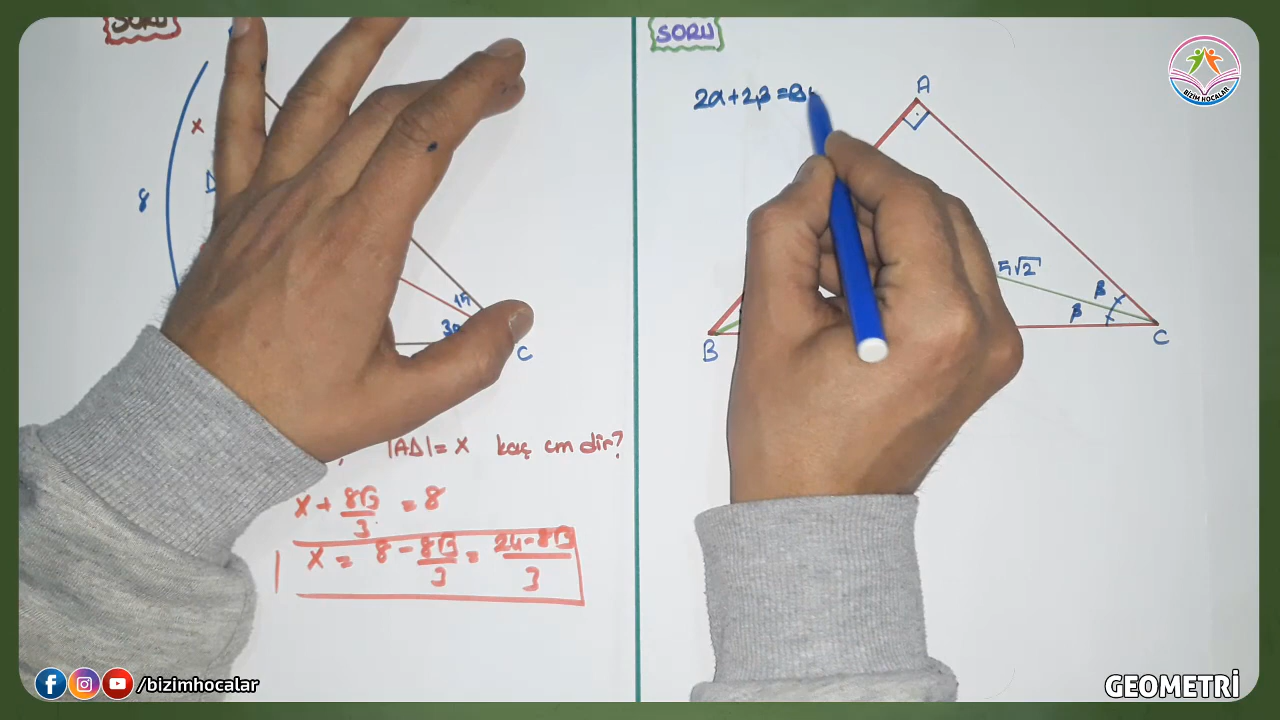 SORU
X
8
15
30
C
|AD| = X kaç cm dir?
X + 8√3/3 = 8
X = 8 - 8√3/3 = 24-8√3/3
SORU
2α+2β=
A
5√2
β
β
B
C
BİZİM HOCALAR
/bizimhocalar
GEOMETRİ